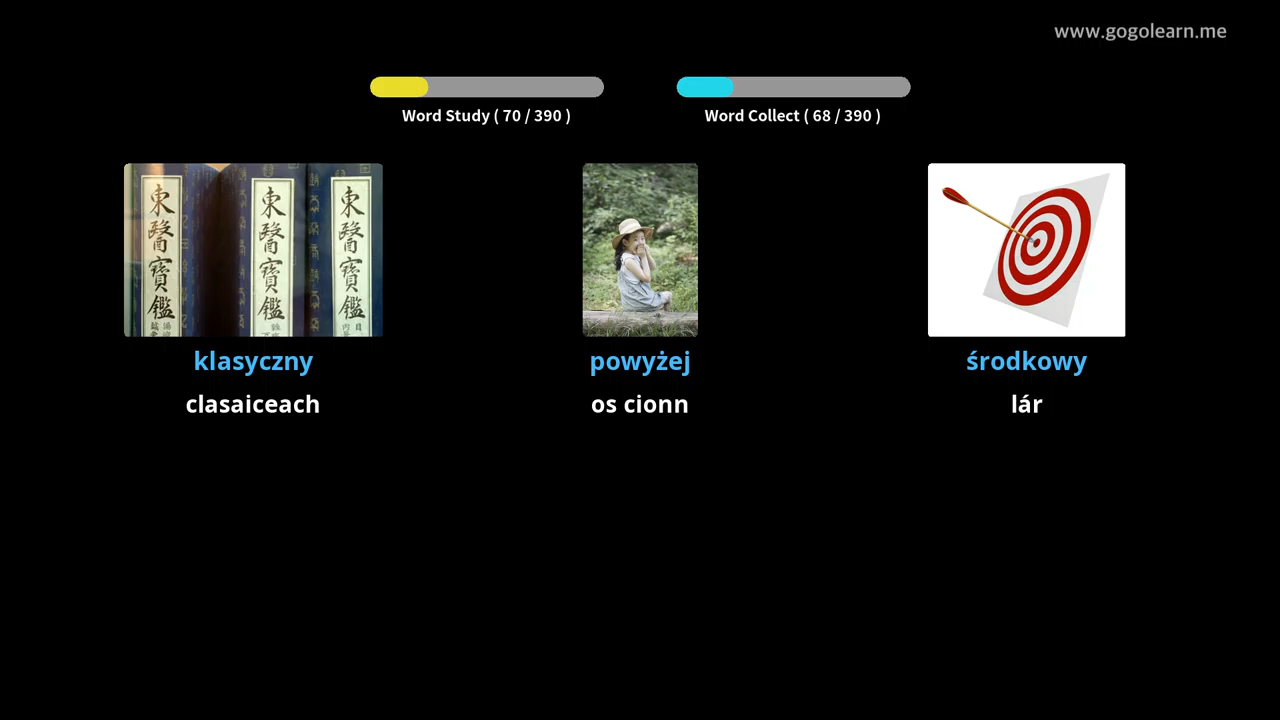 www.gogolearn.me
Word Study ( 70 / 390 )
Word Collect ( 68 / 390 )
東醫寶鑑
東醫寶鑑
東醫寶鑑
klasyczny
powyżej
środkowy
clasaiceach
os cionn
lár